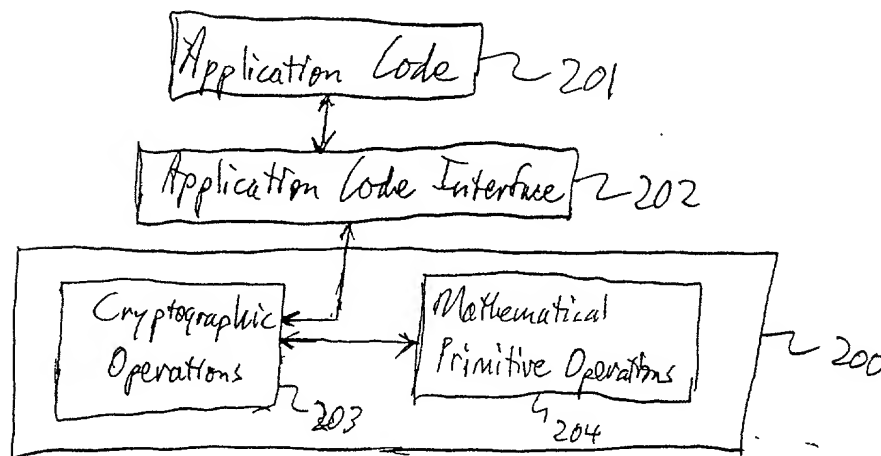 Application Code
201
Application Code Interface
202
Cryptographic
Operations
203
Mathematical
Primitive Operations
204
200